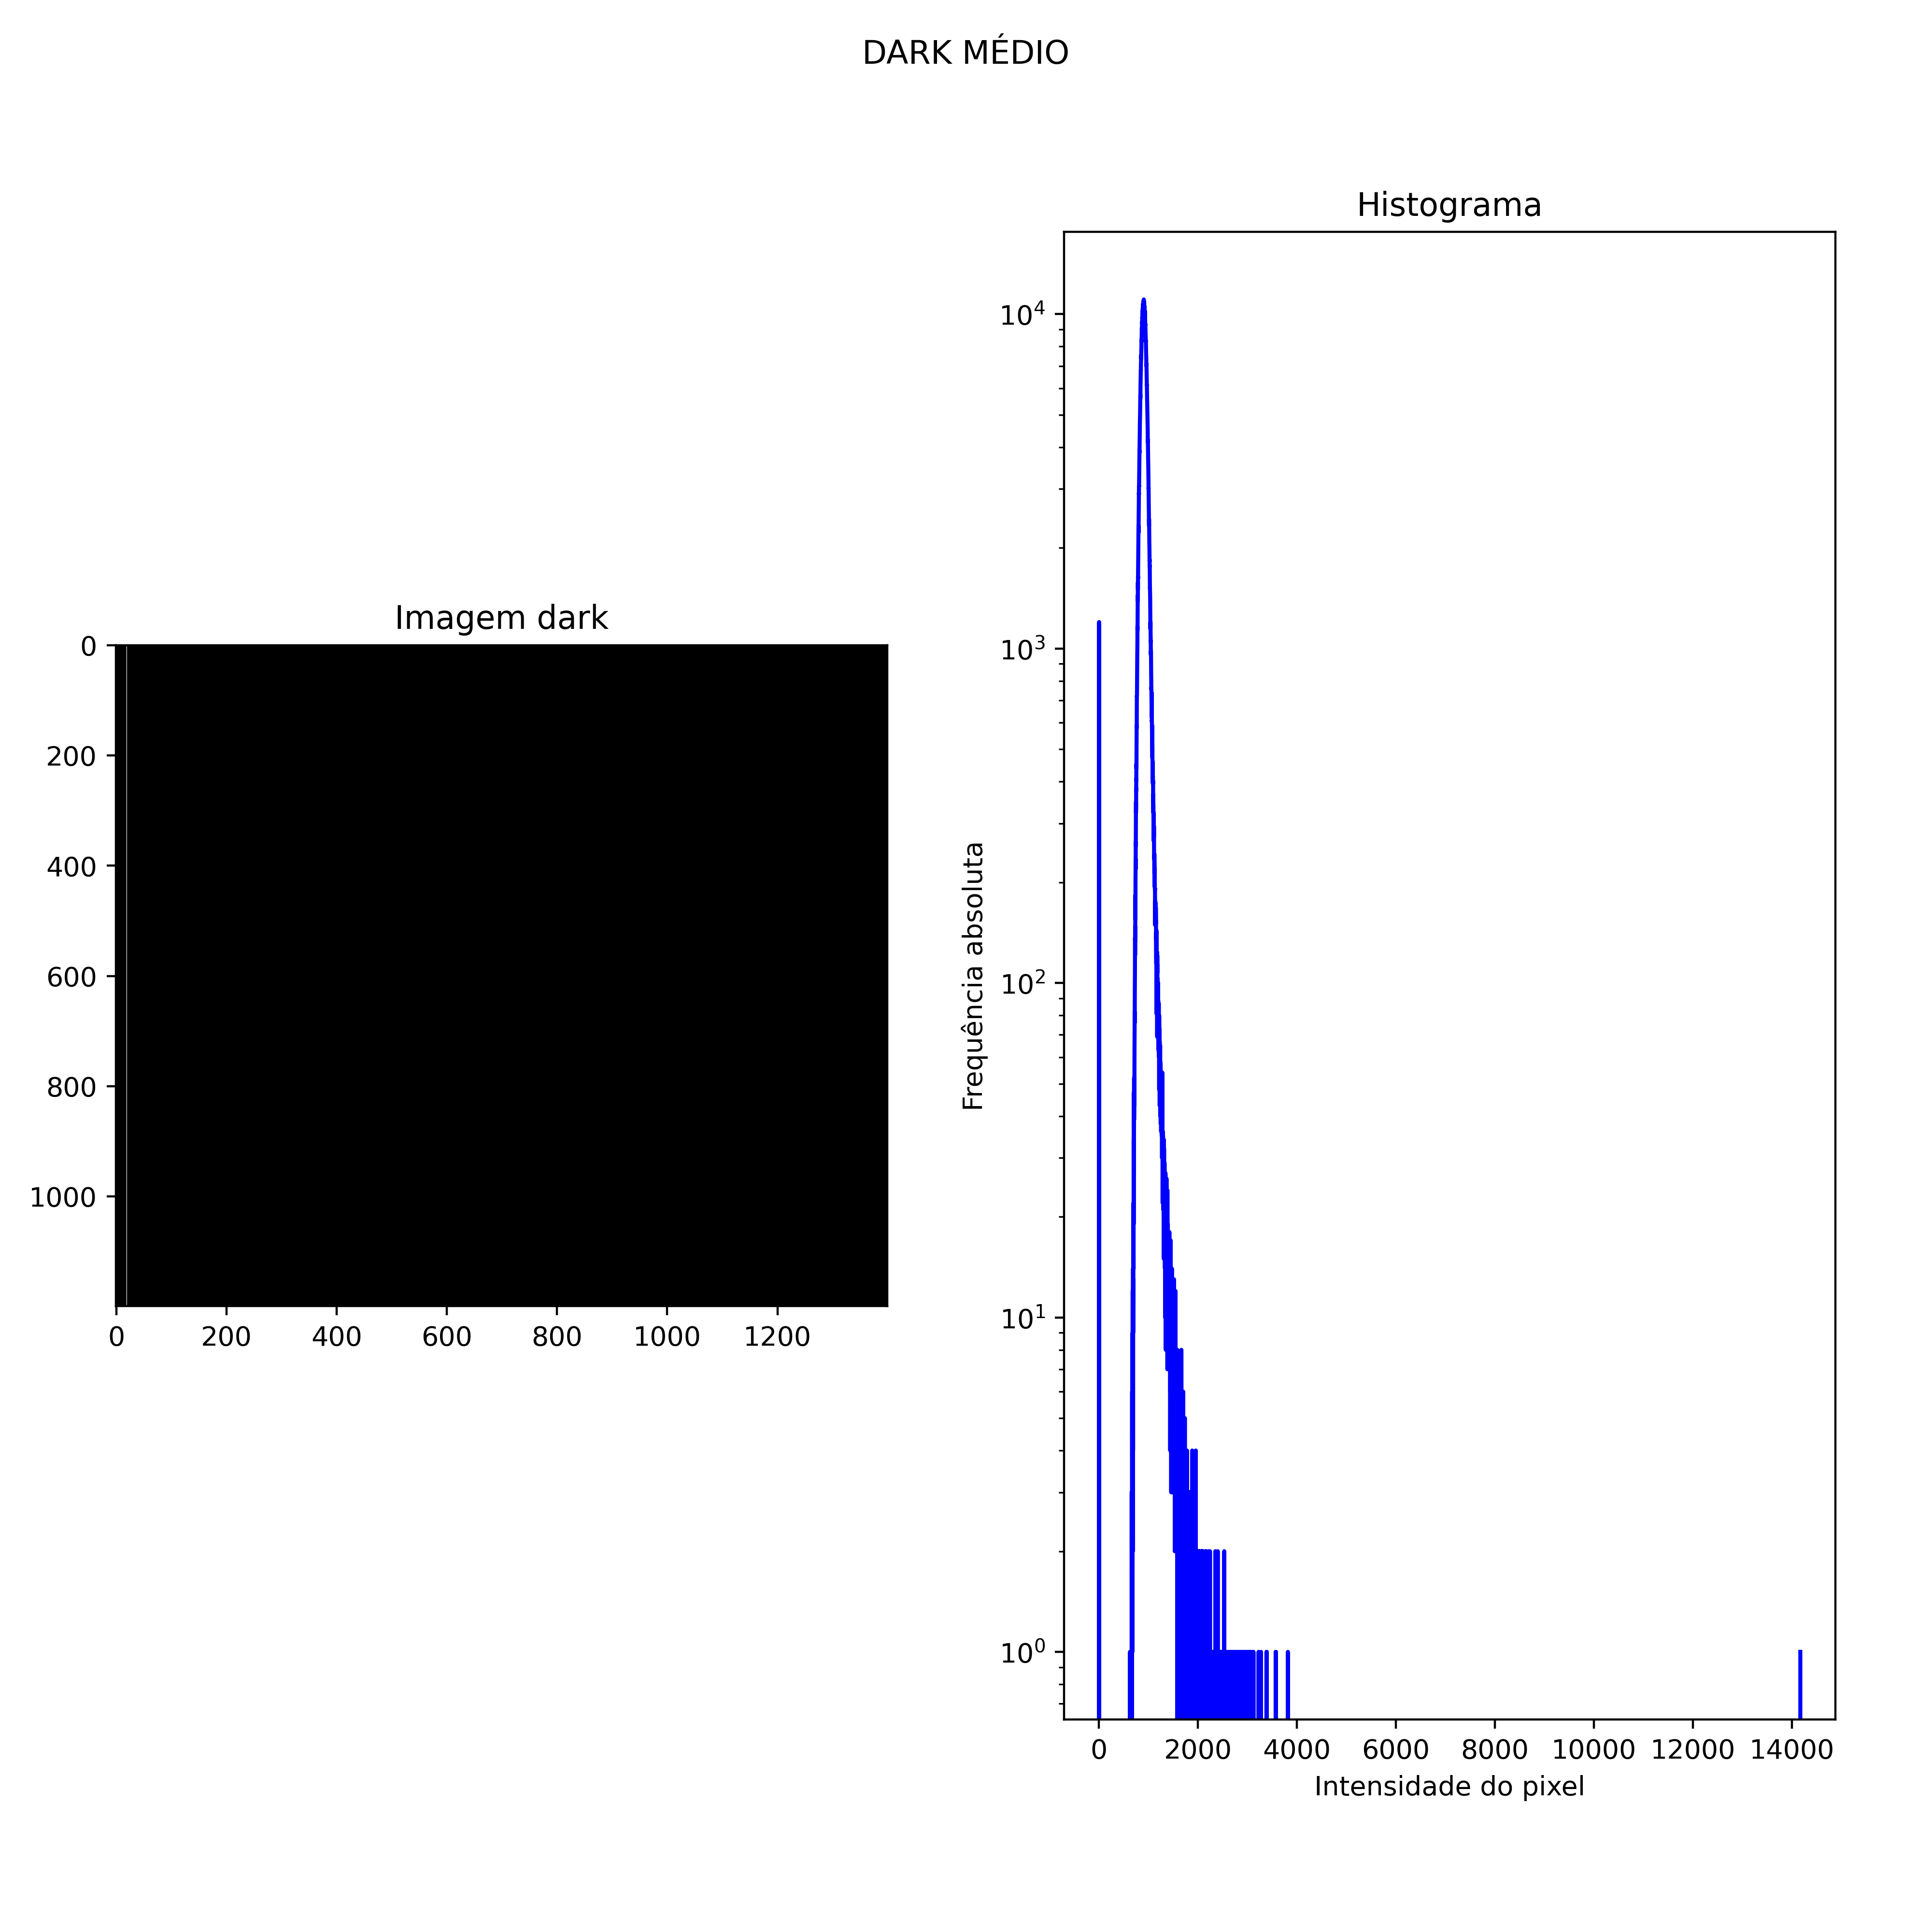 DARK MÉDIO
Imagem dark
0
200
400
600
800
1000
0 200 400 600 800 1000 1200
Histograma
Frequência absoluta
10⁴
10³
10²
10¹
10⁰
0 2000 4000 6000 8000 10000 12000 14000
Intensidade do pixel